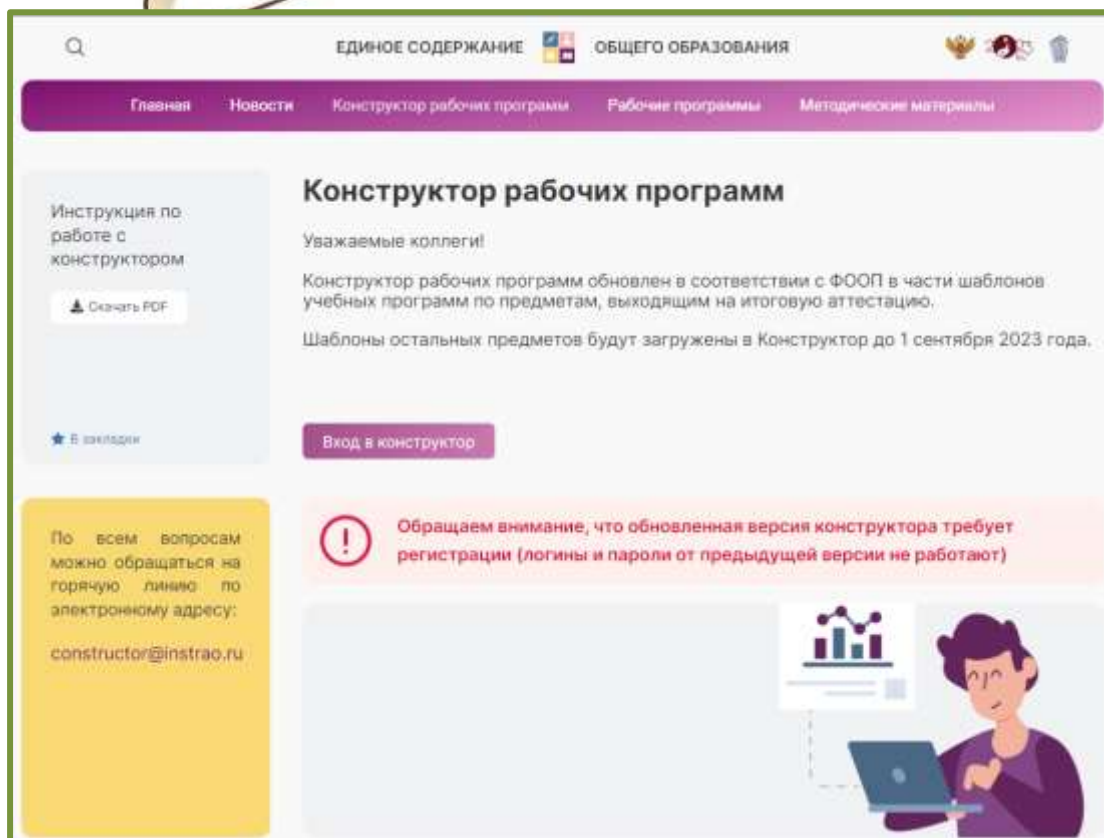 ЕДИНОЕ СОДЕРЖАНИЕ ОБЩЕГО ОБРАЗОВАНИЯ
Главная Новости Конструктор рабочих программ Рабочие программы Методические материалы
Инструкция по
работе с
конструктором
Скачать PDF
В закладки
Конструктор рабочих программ
Уважаемые коллеги!
Конструктор рабочих программ обновлен в соответствии с ФООП в части шаблонов
учебных программ по предметам, выходящим на итоговую аттестацию.
Шаблоны остальных предметов будут загружены в Конструктор до 1 сентября 2023 года.
Вход в конструктор
По всем вопросам
можно обращаться на
горячую линию по
электронному адресу:
constructor@instrao.ru
Обращаем внимание, что обновленная версия конструктора требует
регистрации (логины и пароли от предыдущей версии не работают)